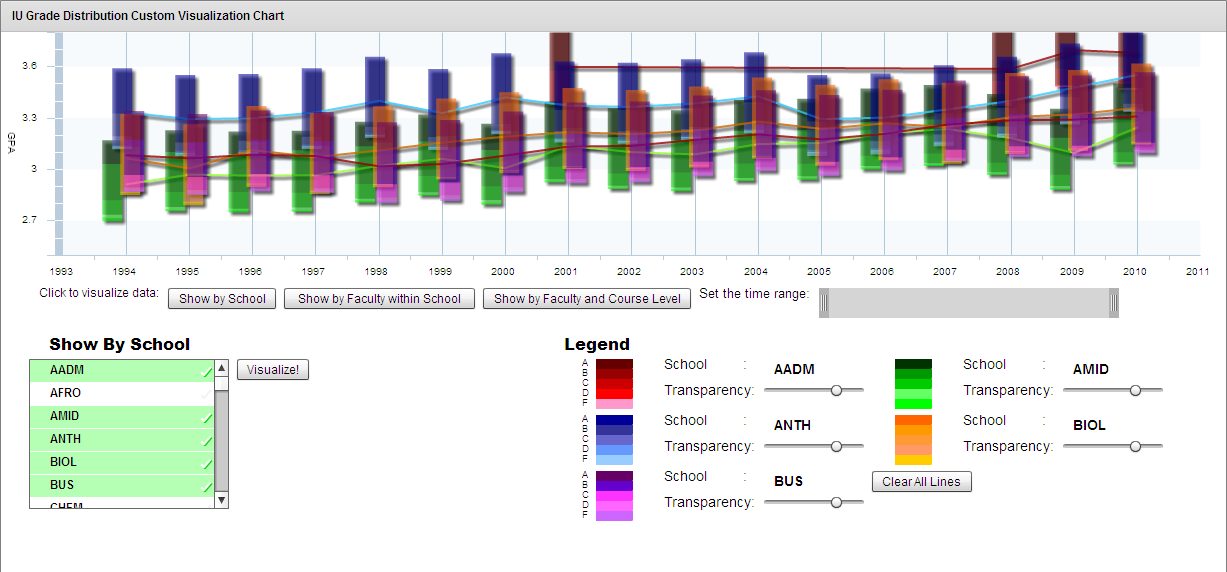 IU Grade Distribution Custom Visualization Chart
3.6
3.3
3
2.7
GPA
1993 1994 1995 1996 1997 1998 1999 2000 2001 2002 2003 2004 2005 2006 2007 2008 2009 2010 2011
Click to visualize data: Show by School Show by Faculty within School Show by Faculty and Course Level Set the time range:
Show By School
AADM
AFRO
AMID
ANTH
BIOL
BUS
CHEM
Visualize!
Legend
A
B
C
D
F
School : AADM
Transparency:
School : AMID
Transparency:
A
B
C
D
F
School : ANTH
Transparency:
School : BIOL
Transparency:
A
B
C
D
F
School : BUS
Transparency:
Clear All Lines